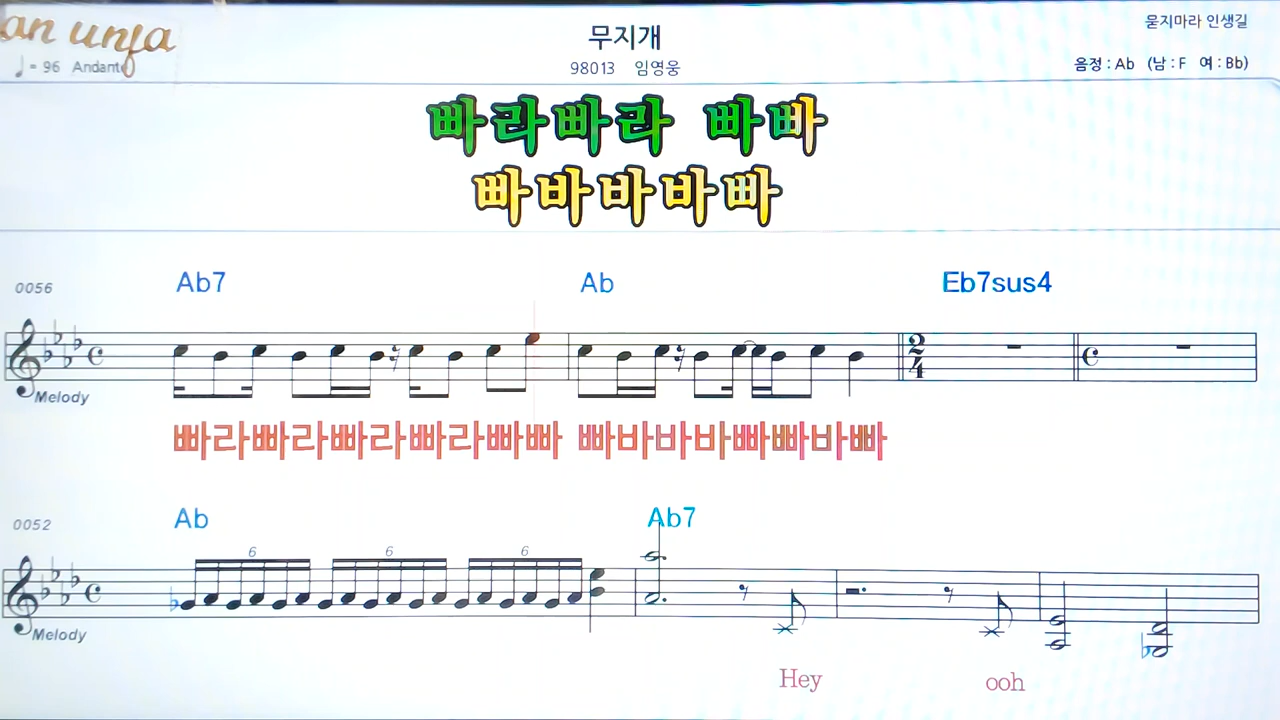 an unja
무지개
묻지마라 인생길
♩= 96 Andante
98013 임영웅
음정 : Ab (남 : F 여 : Bb)
빠라빠라 빠빠
빠바바바빠
0056
Ab7 Ab Eb7sus4
2
4
Melody
빠라빠라빠라빠라빠빠 빠바바바빠빠바빠
0052
Ab Ab7
6 6 6
Melody
Hey ooh